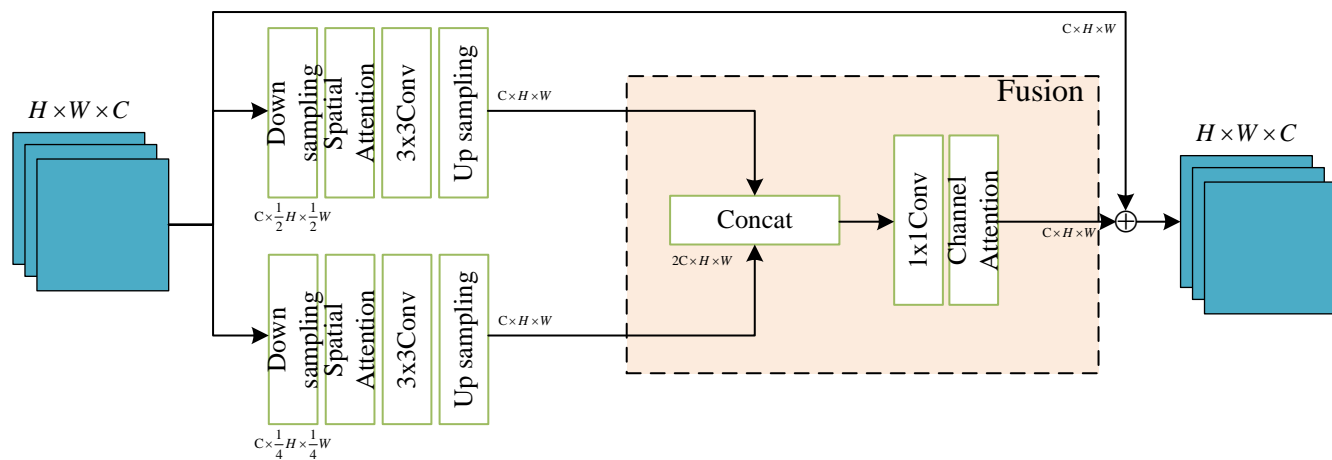 H×W×C
Down
sampling
Spatial
Attention
3x3Conv
Up sampling
C×1/2H×1/2W
C×H×W
Down
sampling
Spatial
Attention
3x3Conv
Up sampling
C×1/4H×1/4W
C×H×W
Fusion
Concat
2C×H×W
1x1Conv
Channel
Attention
C×H×W
C×H×W
H×W×C